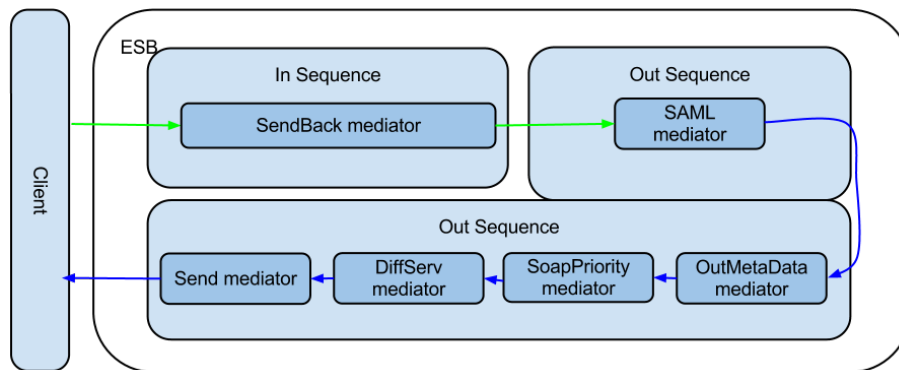 ESB
In Sequence
Out Sequence
SendBack mediator
SAML
mediator
Client
Out Sequence
Send mediator
DiffServ
mediator
SoapPriority
mediator
OutMetaData
mediator